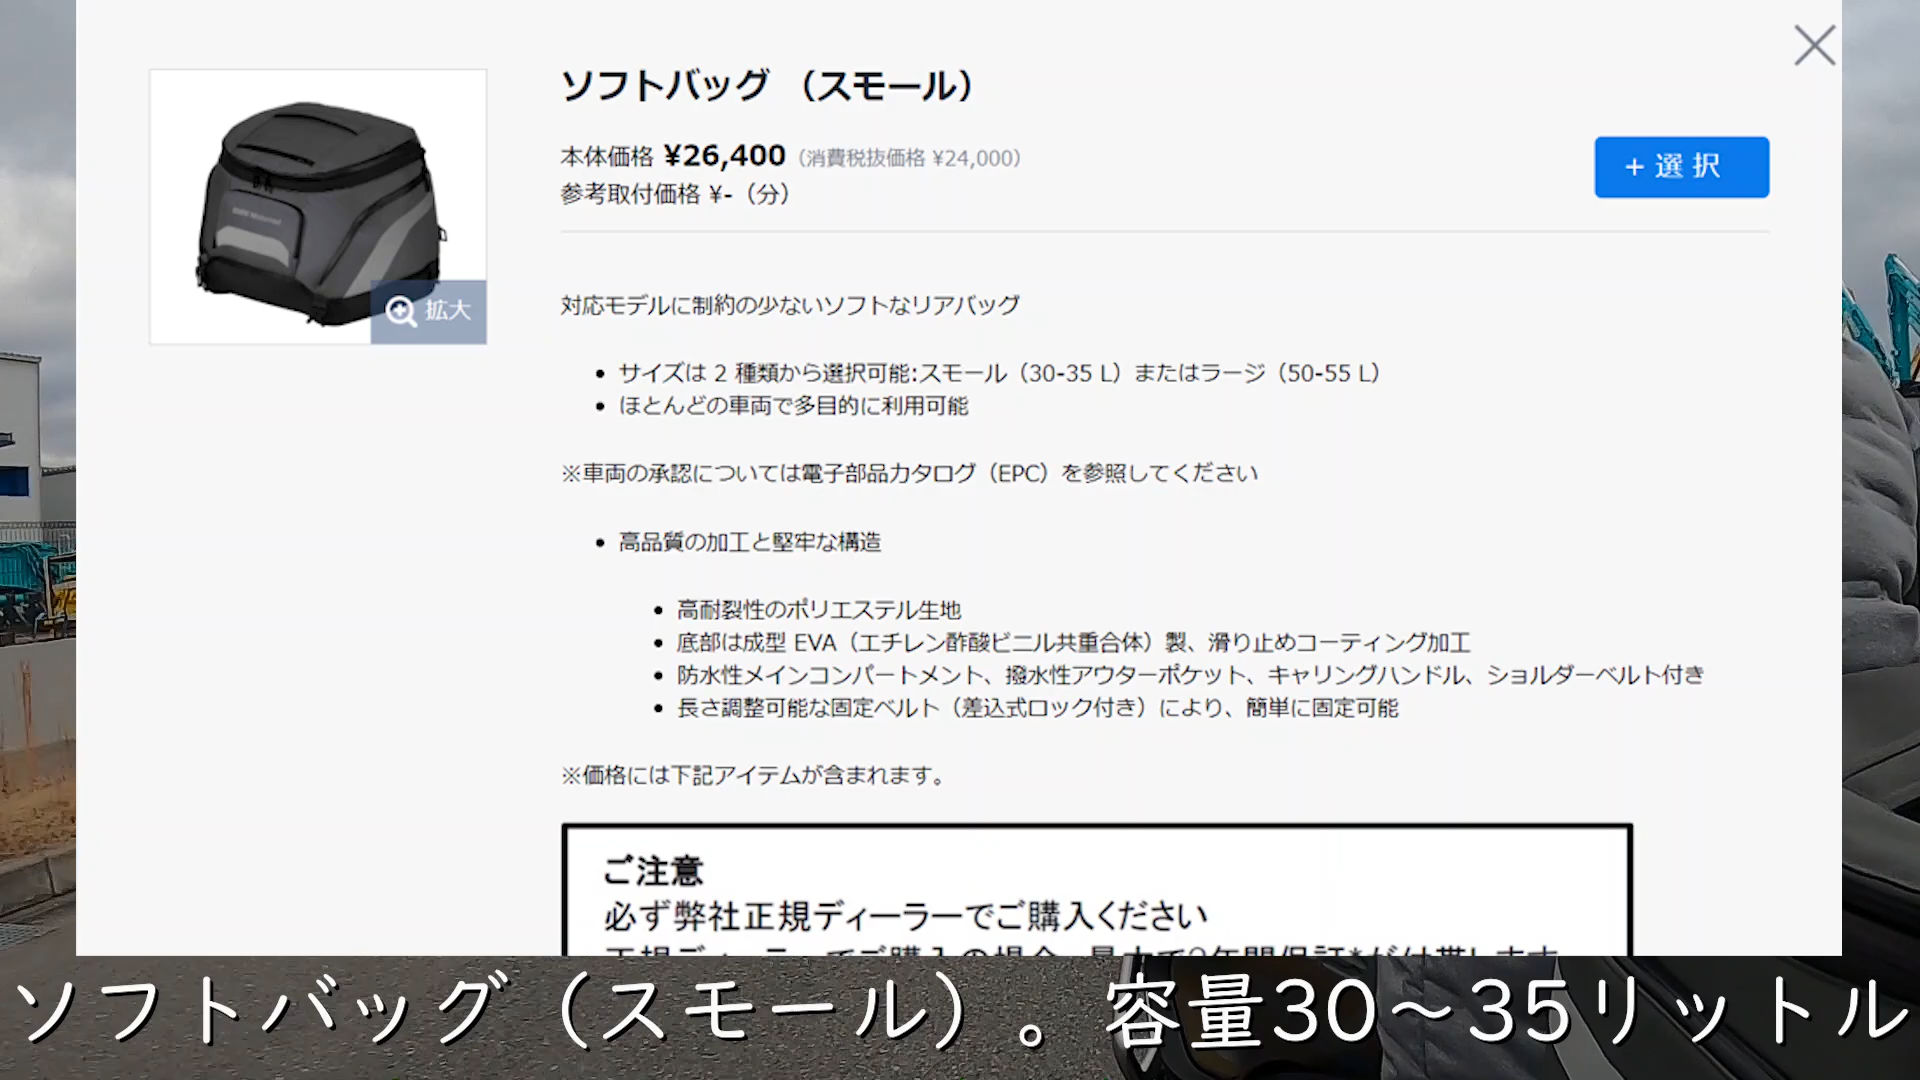 ソフトバッグ （スモール）
本体価格 ¥26,400（消費税抜価格 ¥24,000）
参考取付価格 ¥-（分）
+ 選択
拡大
対応モデルに制約の少ないソフトなリアバッグ
• サイズは 2 種類から選択可能:スモール（30-35 L）またはラージ（50-55 L）
• ほとんどの車両で多目的に利用可能
※車両の承認については電子部品カタログ（EPC）を参照してください
• 高品質の加工と堅牢な構造
• 高耐裂性のポリエステル生地
• 底部は成型 EVA（エチレン酢酸ビニル共重合体）製、滑り止めコーティング加工
• 防水性メインコンパートメント、撥水性アウターポケット、キャリングハンドル、ショルダーベルト付き
• 長さ調整可能な固定ベルト（差込式ロック付き）により、簡単に固定可能
※価格には下記アイテムが含まれます。
ご注意
必ず弊社正規ディーラーでご購入ください
ソフトバッグ（スモール）。容量30～35リットル